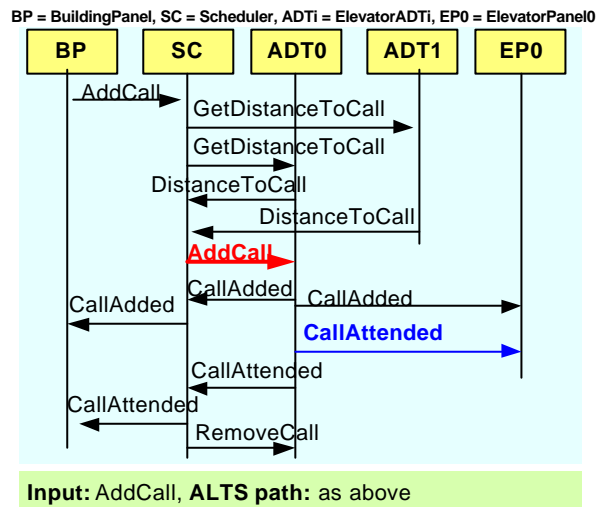 BP = BuildingPanel, SC = Scheduler, ADTi = ElevatorADTi, EP0 = ElevatorPanel0
BP SC ADT0 ADT1 EP0
AddCall
GetDistanceToCall
GetDistanceToCall
DistanceToCall
DistanceToCall
AddCall
CallAdded CallAdded
CallAdded
CallAttended
CallAttended
CallAttended
RemoveCall
Input: AddCall, ALTS path: as above